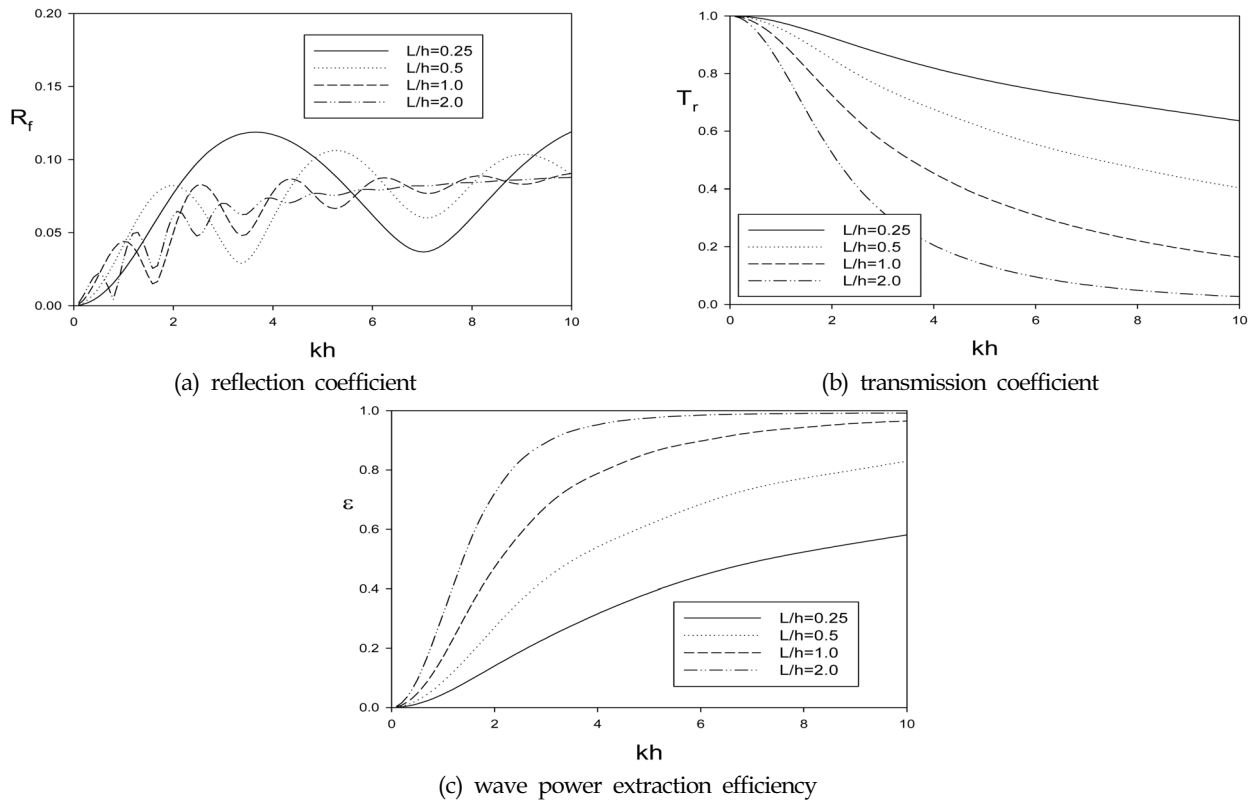 0.20
0.15
0.10
0.05
0.00
R_f
L/h=0.25
L/h=0.5
L/h=1.0
L/h=2.0
0 2 4 6 8 10
kh
(a) reflection coefficient
1.0
0.8
0.6
0.4
0.2
0.0
T_r
L/h=0.25
L/h=0.5
L/h=1.0
L/h=2.0
0 2 4 6 8 10
kh
(b) transmission coefficient
1.0
0.8
0.6
0.4
0.2
0.0
ε
L/h=0.25
L/h=0.5
L/h=1.0
L/h=2.0
0 2 4 6 8 10
kh
(c) wave power extraction efficiency